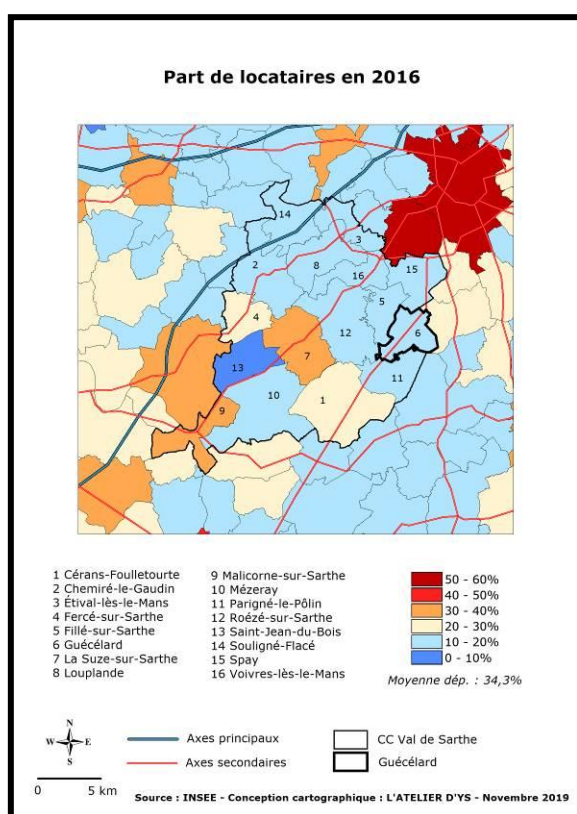 Part de locataires en 2016
14
3
2
8
15
16
5
4
12
6
7
13
11
10
1
9
1 Cérans-Foulletourte
2 Chemiré-le-Gaudin
3 Étival-lès-le Mans
4 Fercé-sur-Sarthe
5 Fillé-sur-Sarthe
6 Guécélard
7 La Suze-sur-Sarthe
8 Louplande
9 Malicorne-sur-Sarthe
10 Mézeray
11 Parigné-le-Pôlin
12 Roézé-sur-Sarthe
13 Saint-Jean-du-Bois
14 Souligné-Flacé
15 Spay
16 Voivres-lès-le-Mans
50 - 60%
40 - 50%
30 - 40%
20 - 30%
10 - 20%
0 - 10%
Moyenne dép. : 34,3%
N
W E
S
Axes principaux
Axes secondaires
CC Val de Sarthe
Guécélard
0 5 km
Source : INSEE - Conception cartographique : L'ATELIER D'YS - Novembre 2019